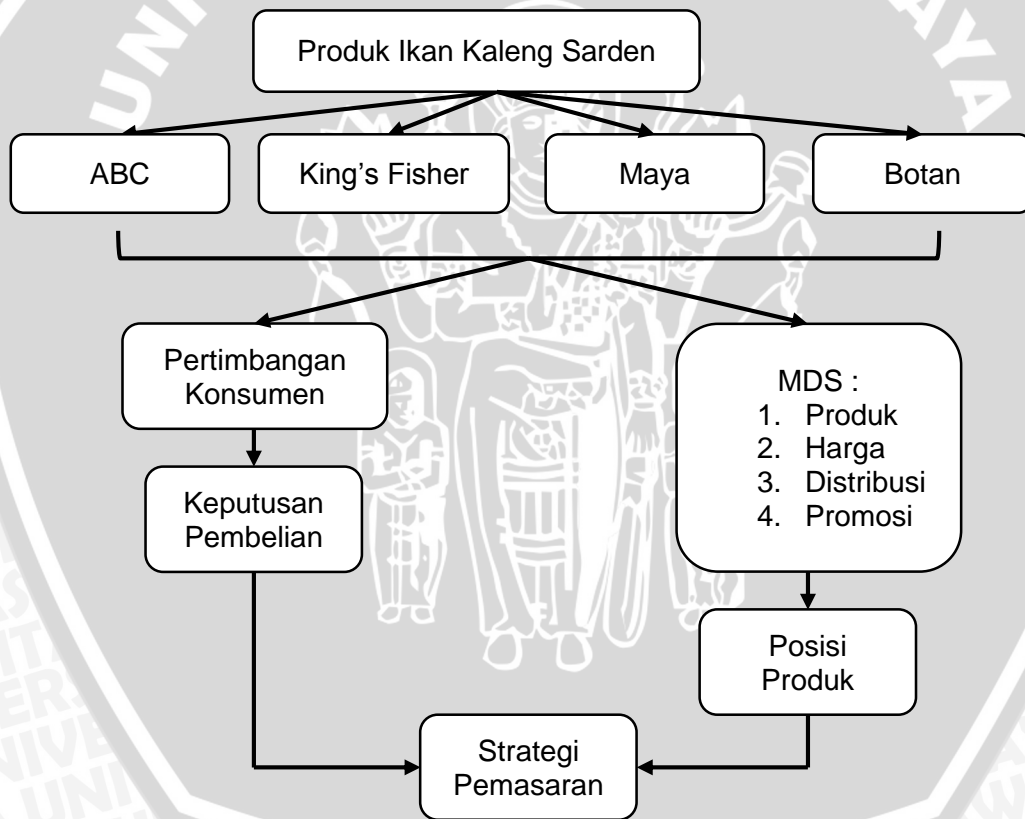 Produk Ikan Kaleng Sarden
ABC
King’s Fisher
Maya
Botan
Pertimbangan
Konsumen
MDS :
1. Produk
2. Harga
3. Distribusi
4. Promosi
Keputusan
Pembelian
Posisi
Produk
Strategi
Pemasaran